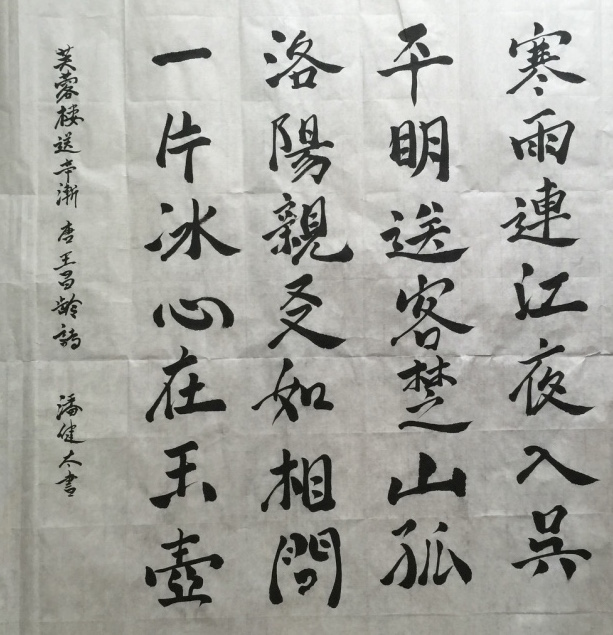 寒雨連江夜入吳
平明送客楚山孤
洛陽親友如相問
一片冰心在玉壺
芙蓉楼送辛漸 唐王昌齡詩 潘健太書